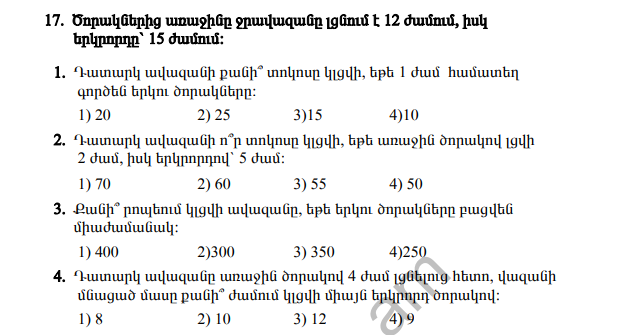 17. Ծորակներից առաջինը ջրավազանը լցնում է 12 ժամում, իսկ
երկրորդը՝ 15 ժամում:
1. Դատարկ ավազանի քանի՞ տոկոսը կլցվի, եթե 1 ժամ համատեղ
գործեն երկու ծորակները:
1) 20 2) 25 3)15 4)10
2. Դատարկ ավազանի ո՞ր տոկոսը կլցվի, եթե առաջին ծորակով լցվի
2 ժամ, իսկ երկրորդով՝ 5 ժամ:
1) 70 2) 60 3) 55 4) 50
3. Քանի՞ րոպեում կլցվի ավազանը, եթե երկու ծորակները բացվեն
միաժամանակ:
1) 400 2)300 3) 350 4)250
4. Դատարկ ավազանը առաջին ծորակով 4 ժամ լցնելուց հետո, վազանի
մնացած մասը քանի՞ ժամում կլցվի միայն երկրորդ ծորակով:
1) 8 2) 10 3) 12 4) 9
am